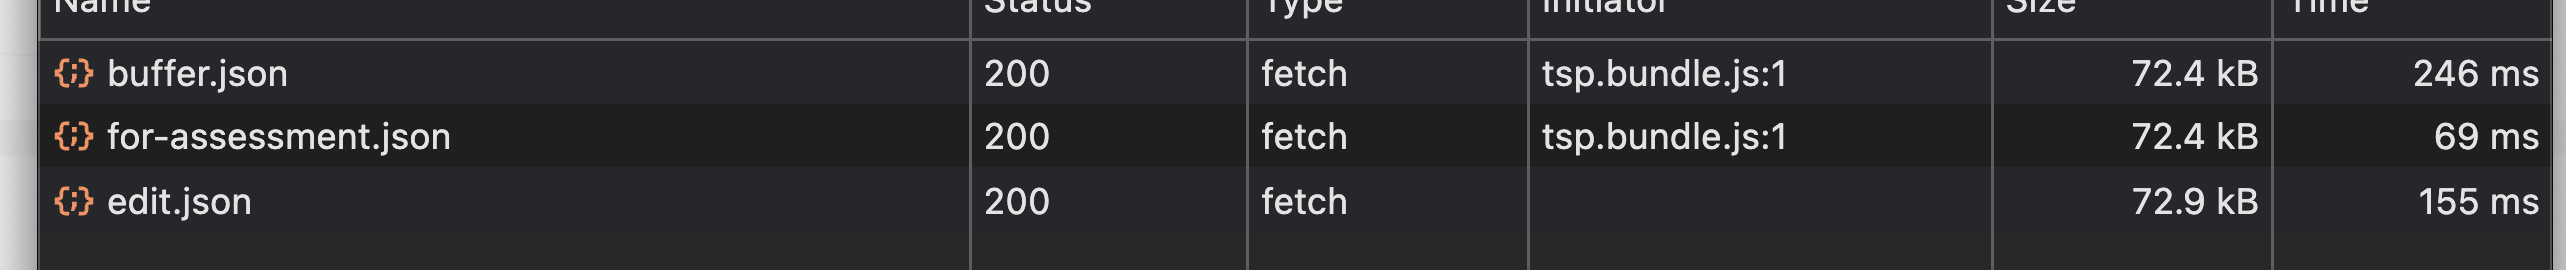 Name Status Type Initiator Size Time
buffer.json 200 fetch tsp.bundle.js:1 72.4 kB 246 ms
for-assessment.json 200 fetch tsp.bundle.js:1 72.4 kB 69 ms
edit.json 200 fetch 72.9 kB 155 ms